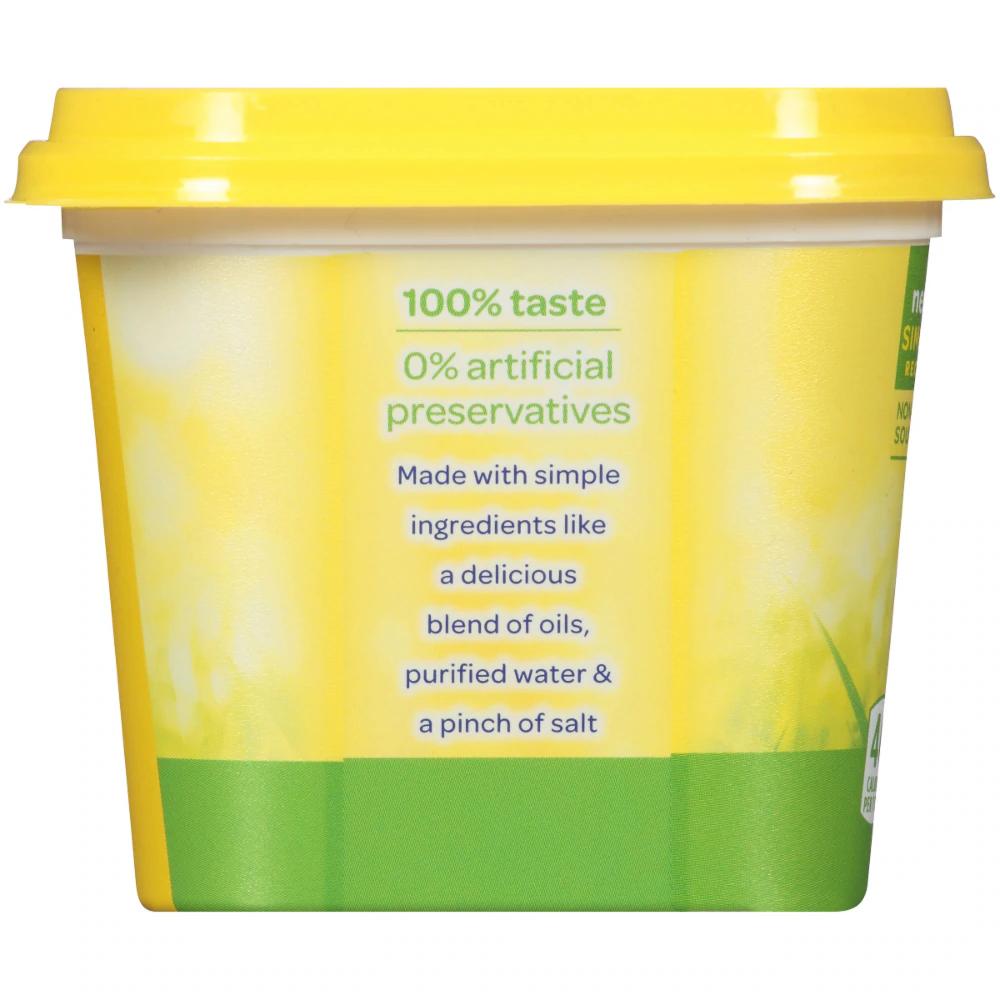 100% taste
0% artificial
preservatives
Made with simple
ingredients like
a delicious
blend of oils,
purified water &
a pinch of salt